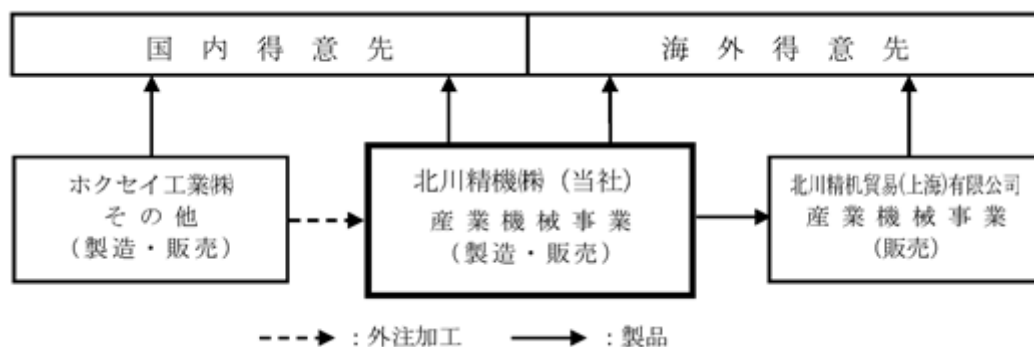 国内得意先
海外得意先
ホクセイ工業㈱
その他
（製造・販売）
北川精機㈱（当社）
産業機械事業
（製造・販売）
北川精机貿易(上海)有限公司
産業機械事業
(販売)
：外注加工
：製品